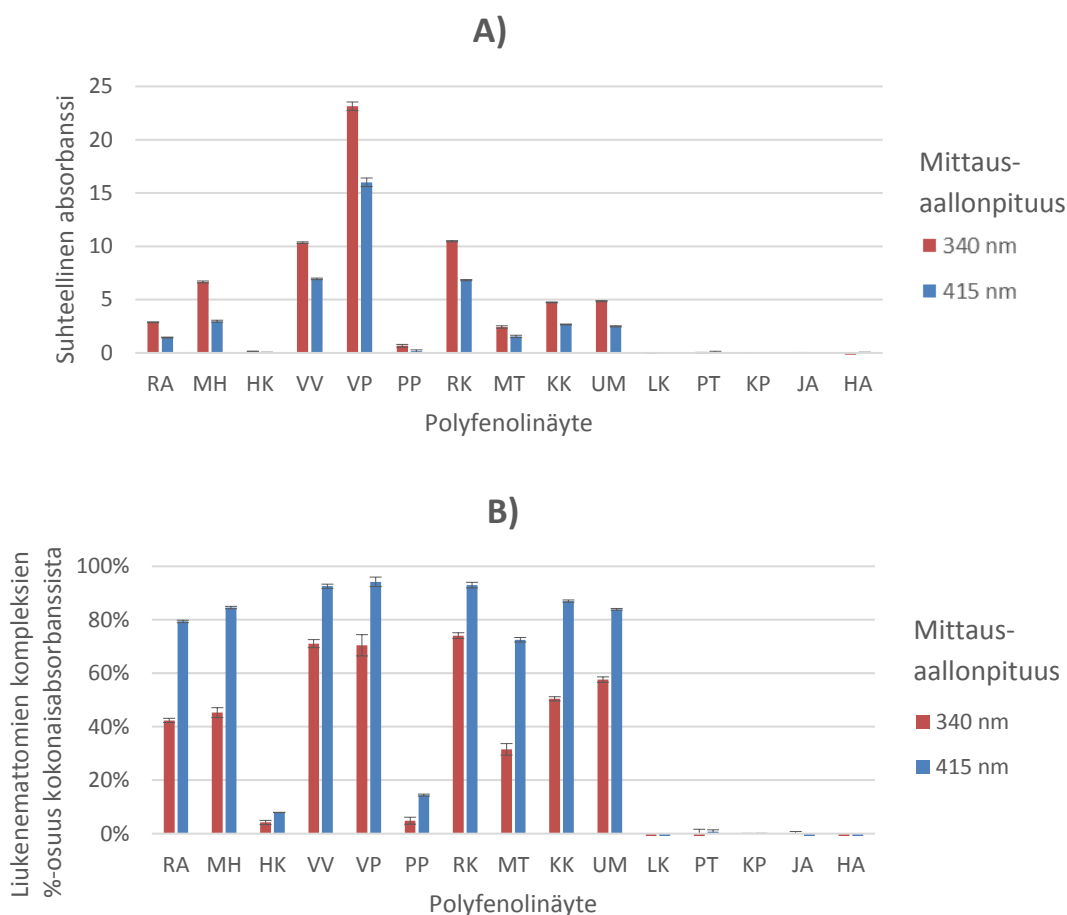 A)
Suhteellinen absorbanssi
25
20
15
10
5
0
RA MH HK VV VP PP RK MT KK UM LK PT KP JA HA
Polyfenolinäyte
Mittaus-
aallonpituus
340 nm
415 nm
B)
Liukenemattomien kompleksien
%-osuus kokonaisabsorbanssista
100%
80%
60%
40%
20%
0%
RA MH HK VV VP PP RK MT KK UM LK PT KP JA HA
Polyfenolinäyte
Mittaus-
aallonpituus
340 nm
415 nm